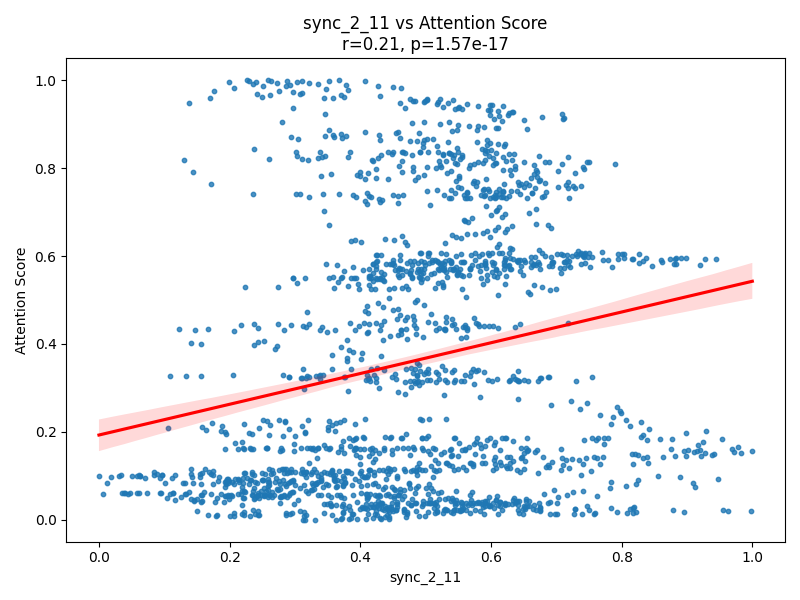 sync_2_11 vs Attention Score
r=0.21, p=1.57e-17
Attention Score
1.0
0.8
0.6
0.4
0.2
0.0
0.0 0.2 0.4 0.6 0.8 1.0
sync_2_11